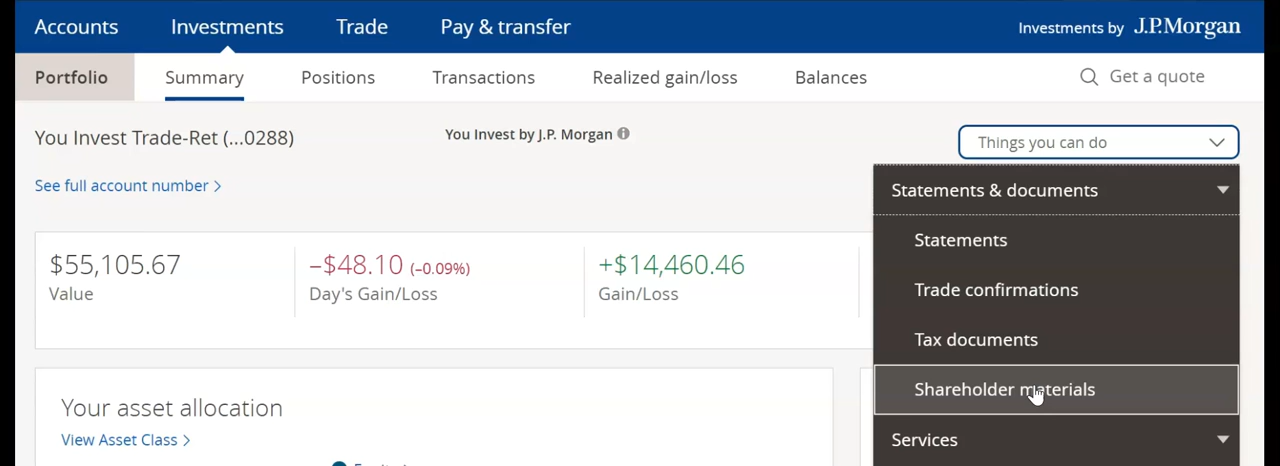 Accounts Investments Trade Pay & transfer Investments by J.P.Morgan
Portfolio Summary Positions Transactions Realized gain/loss Balances Get a quote
You Invest Trade-Ret (...0288) You Invest by J.P. Morgan Things you can do
See full account number
Statements & documents
Statements
Trade confirmations
Tax documents
Shareholder materials
Services
$55,105.67 –$48.10 (–0.09%) +$14,460.46
Value Day's Gain/Loss Gain/Loss
Your asset allocation
View Asset Class